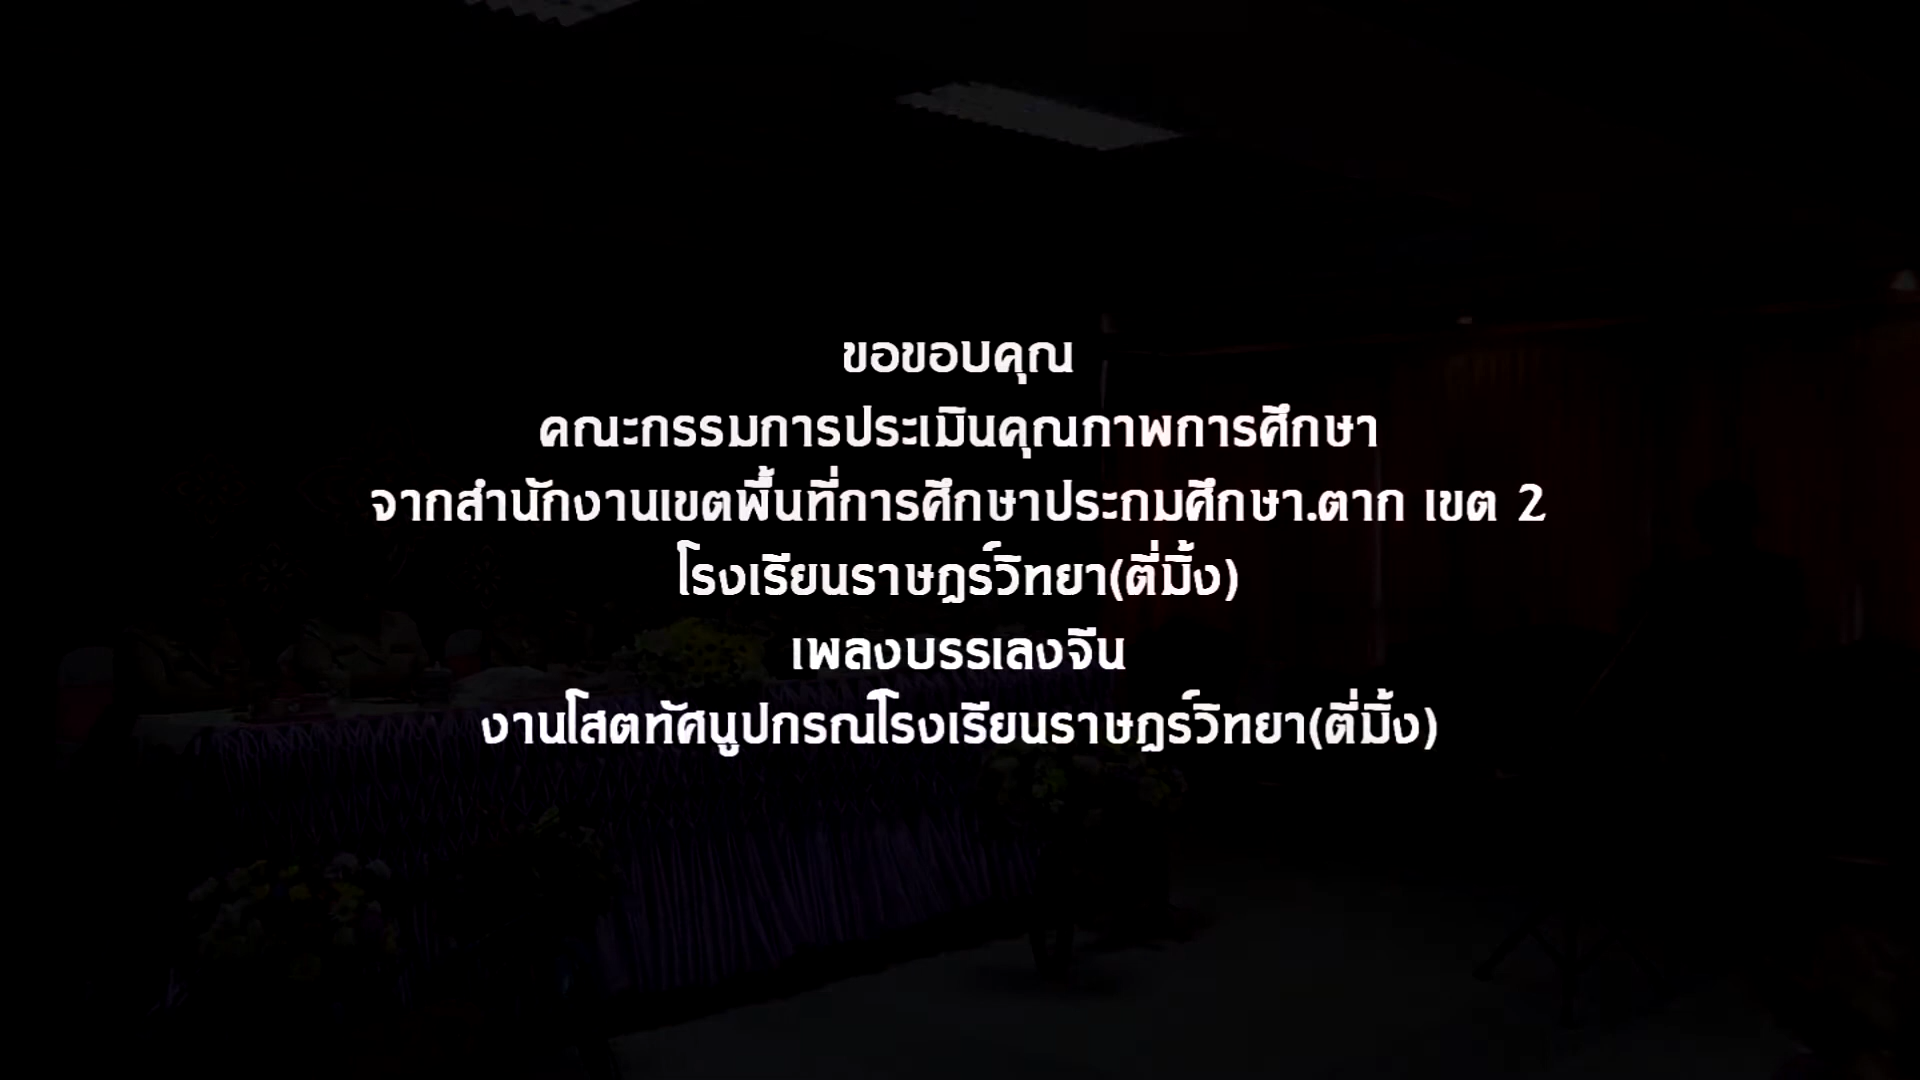 ขอขอบคุณ
คณะกรรมการประเมินคุณภาพการศึกษา
จากสำนักงานเขตพื้นที่การศึกษาประถมศึกษา.ตาก เขต 2
โรงเรียนราษฎร์วิทยา(ตี่มิ้ง)
เพลงบรรเลงจีน
งานโสตทัศนูปกรณ์โรงเรียนราษฎร์วิทยา(ตี่มิ้ง)